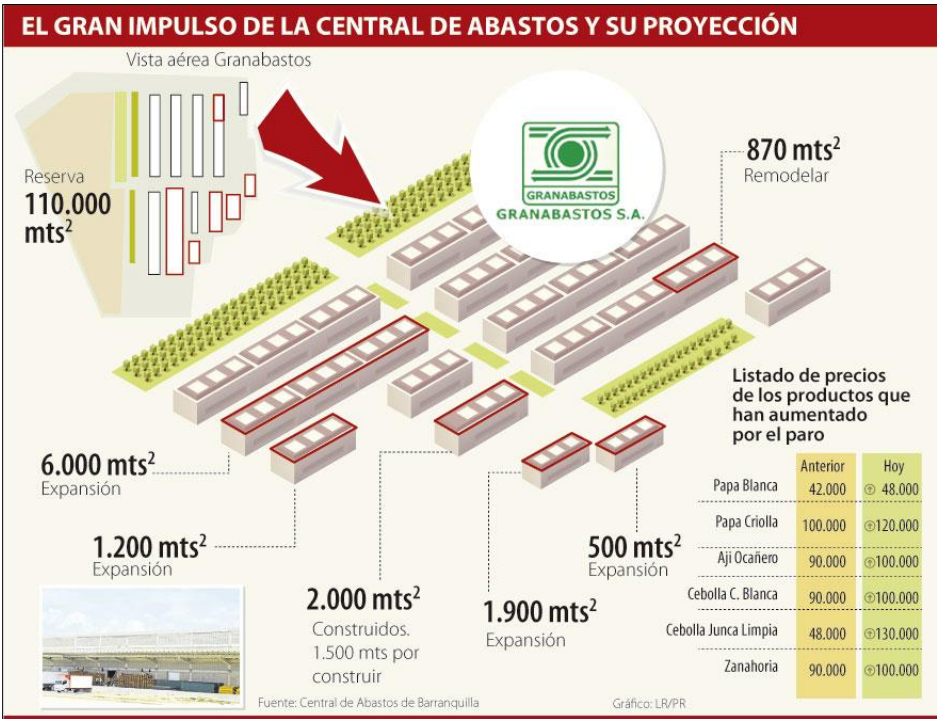 EL GRAN IMPULSO DE LA CENTRAL DE ABASTOS Y SU PROYECCIÓN
Vista aérea Granabastos
Reserva
110.000
mts²
GRANABASTOS
GRANABASTOS S.A.
870 mts²
Remodelar
6.000 mts²
Expansión
1.200 mts²
Expansión
2.000 mts²
Construidos.
1.500 mts por
construir
1.900 mts²
Expansión
500 mts²
Expansión
Listado de precios
de los productos que
han aumentado
por el paro
Anterior Hoy
Papa Blanca 42.000 48.000
Papa Criolla 100.000 120.000
Aji Ocañero 90.000 100.000
Cebolla C. Blanca 90.000 100.000
Cebolla Junca Limpia 48.000 130.000
Zanahoria 90.000 100.000
Fuente: Central de Abastos de Barranquilla
Gráfico: LR/PR